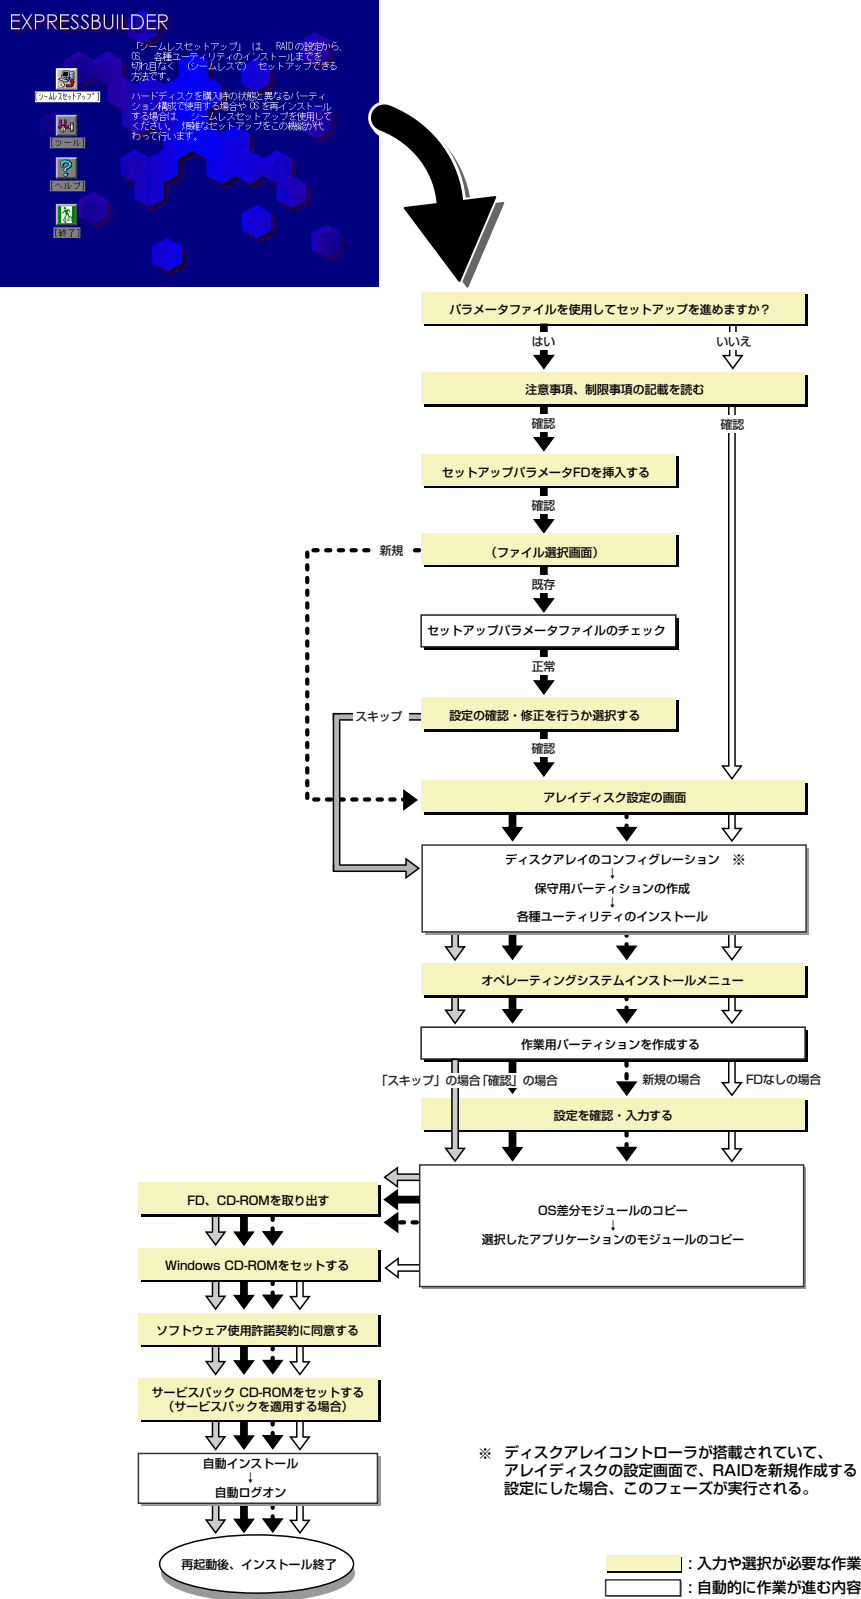 EXPRESSBUILDER
「シームレスセットアップ」 は、 RAIDの設定から、
OS、 各種ユーティリティのインストールまでを
切れ目なく （シームレスで） セットアップできる
方法です。
ハードディスクを購入時の状態と異なるパーティ
ション構成で使用する場合や OSを再インストール
する場合は、 シームレスセットアップを使用して
ください。 煩雑なセットアップをこの機能が代
わって行います。
[シームレスセットアップ]
[ツール]
[ヘルプ]
[終了]
パラメータファイルを使用してセットアップを進めますか？
はい
いいえ
注意事項、制限事項の記載を読む
確認
確認
セットアップパラメータFDを挿入する
確認
新規
（ファイル選択画面）
既存
セットアップパラメータファイルのチェック
正常
スキップ
設定の確認・修正を行うか選択する
確認
アレイディスク設定の画面
ディスクアレイのコンフィグレーション ※
↓
保守用パーティションの作成
↓
各種ユーティリティのインストール
オペレーティングシステムインストールメニュー
作業用パーティションを作成する
「スキップ」の場合
「確認」の場合
新規の場合
FDなしの場合
設定を確認・入力する
OS差分モジュールのコピー
↓
選択したアプリケーションのモジュールのコピー
FD、CD-ROMを取り出す
Windows CD-ROMをセットする
ソフトウェア使用許諾契約に同意する
サービスパック CD-ROMをセットする
（サービスパックを適用する場合）
自動インストール
↓
自動ログオン
再起動後、インストール終了
※ ディスクアレイコントローラが搭載されていて、
アレイディスクの設定画面で、RAIDを新規作成する
設定にした場合、このフェーズが実行される。
：入力や選択が必要な作業
：自動的に作業が進む内容